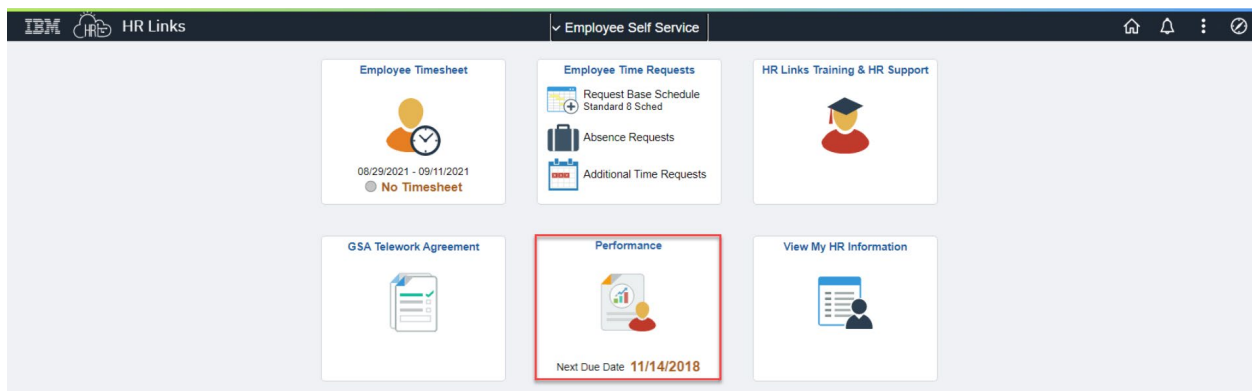 IBM HR HR Links
Employee Self Service
Employee Timesheet
08/29/2021 - 09/11/2021
No Timesheet
Employee Time Requests
Request Base Schedule
Standard 8 Sched
Absence Requests
Additional Time Requests
HR Links Training & HR Support
GSA Telework Agreement
Performance
Next Due Date 11/14/2018
View My HR Information